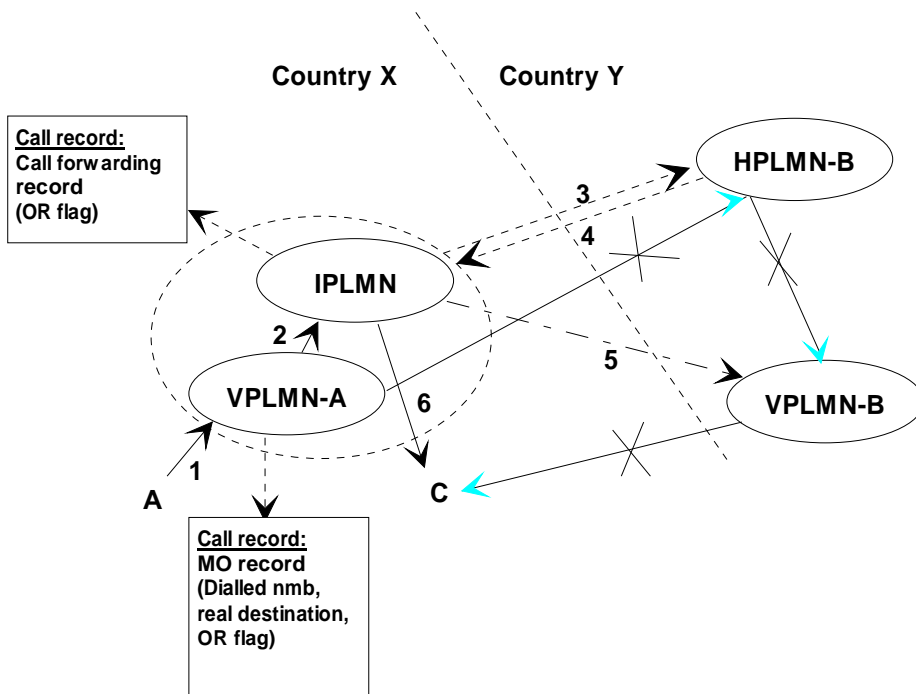 Country X
Country Y
Call record:
Call forwarding
record
(OR flag)
HPLMN-B
3
4
IPLMN
2
5
VPLMN-A
6
VPLMN-B
1
A
C
Call record:
MO record
(Dialled nmb,
real destination,
OR flag)